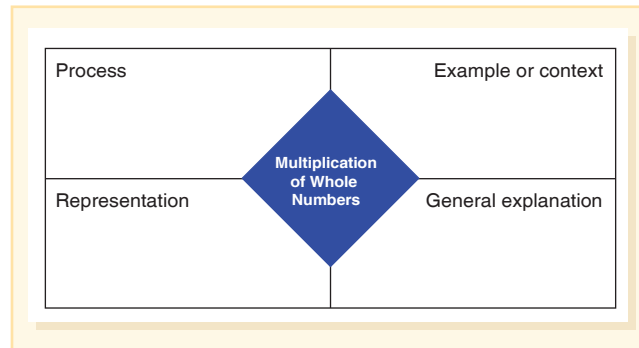 Process
Example or context
Multiplication
of Whole
Numbers
Representation
General explanation